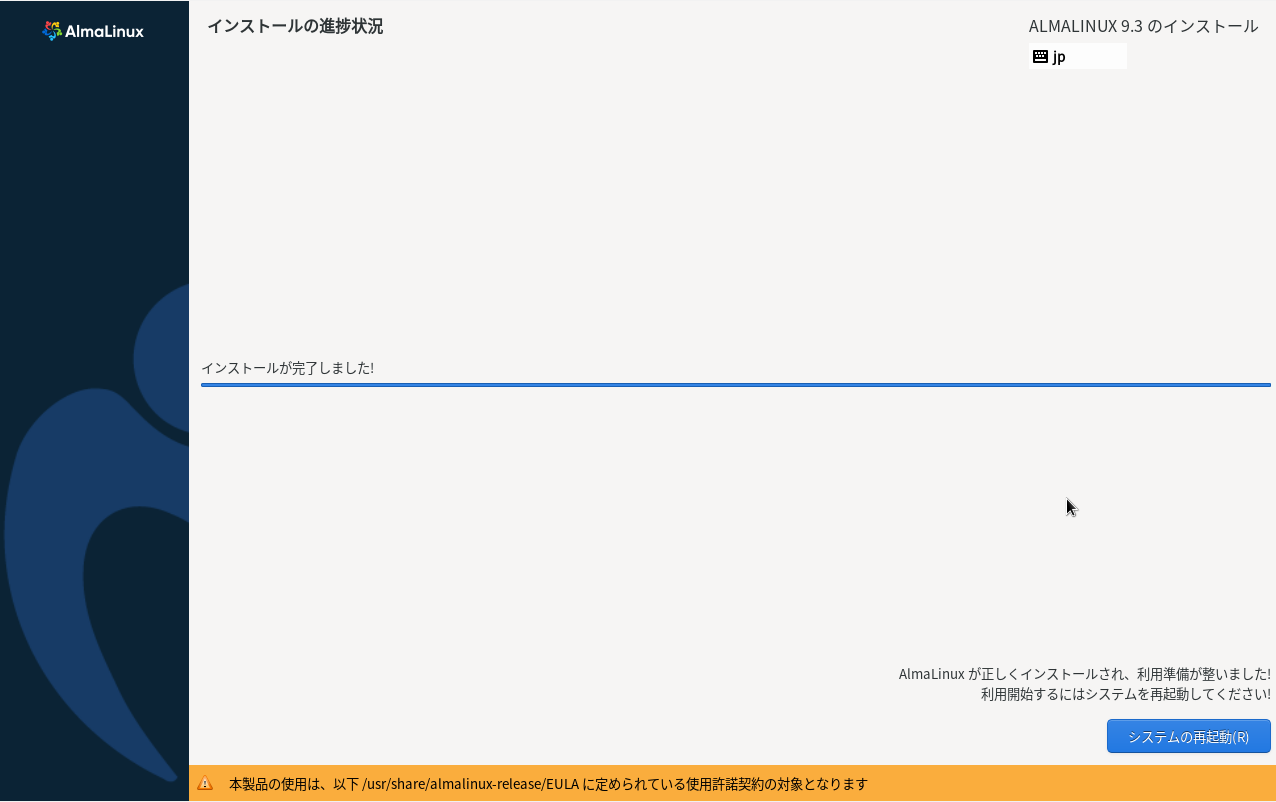 AlmaLinux
インストールの進捗状況
ALMALINUX 9.3 のインストール
jp
インストールが完了しました!
AlmaLinux が正しくインストールされ、利用準備が整いました!
利用開始するにはシステムを再起動してください!
システムの再起動(R)
本製品の使用は、以下 /usr/share/almalinux-release/EULA に定められている使用許諾契約の対象となります